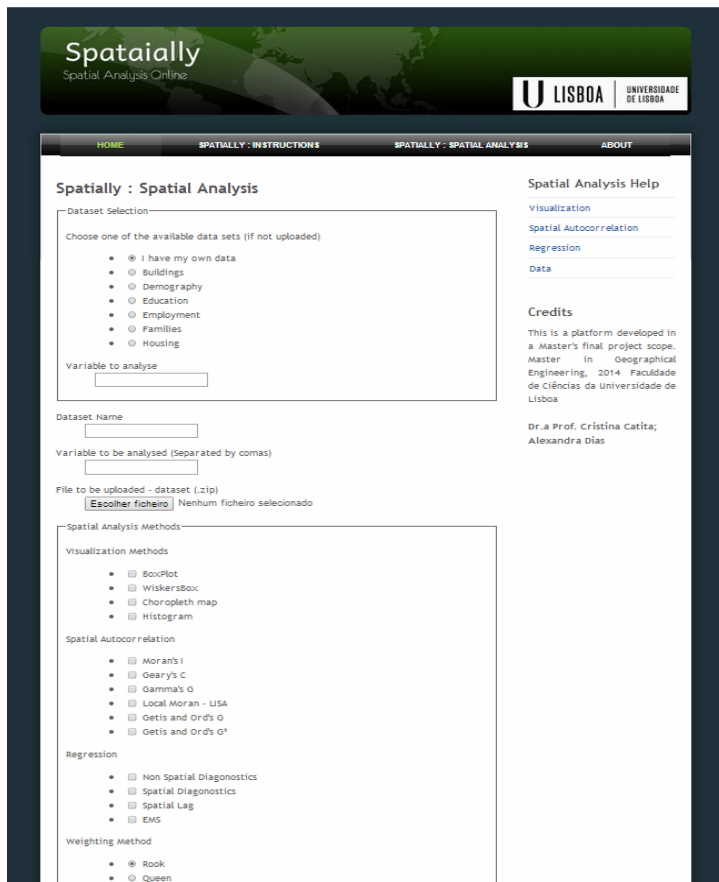 Spataially
Spatial Analysis Online
U LISBOA
UNIVERSIDADE
DE LISBOA
HOME
SPATIALLY : INSTRUCTIONS
SPATIALLY : SPATIAL ANALYSIS
ABOUT
Spatially : Spatial Analysis
Dataset Selection
Choose one of the available data sets (if not uploaded)
I have my own data
Buildings
Demography
Education
Employment
Families
Housing
Variable to analyse
Dataset Name
Variable to be analysed (Separated by comas)
File to be uploaded - dataset (.zip)
Escolher ficheiro Nenhum ficheiro selecionado
Spatial Analysis Methods
Visualization Methods
BoxPlot
WiskersBox
Choropleth map
Histogram
Spatial Autocorrelation
Moran's I
Geary's C
Gamma's G
Local Moran - LISA
Getis and Ord's G
Getis and Ord's G*
Regression
Non Spatial Diagonostics
Spatial Diagonostics
Spatial Lag
EMS
Weighting Method
Rook
Queen
Spatial Analysis Help
Visualization
Spatial Autocorrelation
Regression
Data
Credits
This is a platform developed in
a Master's final project scope.
Master in Geographical
Engineering, 2014 Faculdade
de Ciências da Universidade de
Lisboa
Dr.a Prof. Cristina Catita;
Alexandra Dias